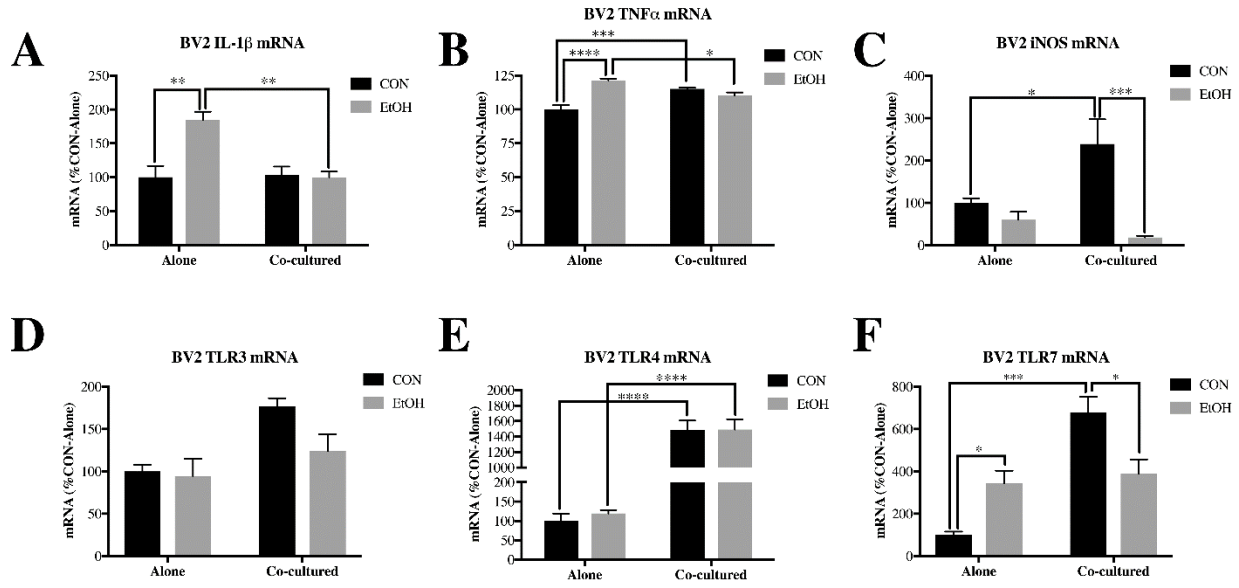 A
BV2 IL-1β mRNA
mRNA (%CON-Alone)
250
200
150
100
50
0
**
**
CON
EtOH
Alone
Co-cultured
B
BV2 TNFα mRNA
mRNA (%CON-Alone)
125
100
75
50
25
0
***
****
*
CON
EtOH
Alone
Co-cultured
C
BV2 iNOS mRNA
mRNA (%CON-Alone)
400
300
200
100
0
*
***
CON
EtOH
Alone
Co-cultured
D
BV2 TLR3 mRNA
mRNA (%CON-Alone)
200
150
100
50
0
CON
EtOH
Alone
Co-cultured
E
BV2 TLR4 mRNA
mRNA (%CON-Alone)
2000
1800
1600
1400
1200
1000
200
150
100
50
0
****
****
CON
EtOH
Alone
Co-cultured
F
BV2 TLR7 mRNA
mRNA (%CON-Alone)
800
600
400
200
0
***
*
*
CON
EtOH
Alone
Co-cultured